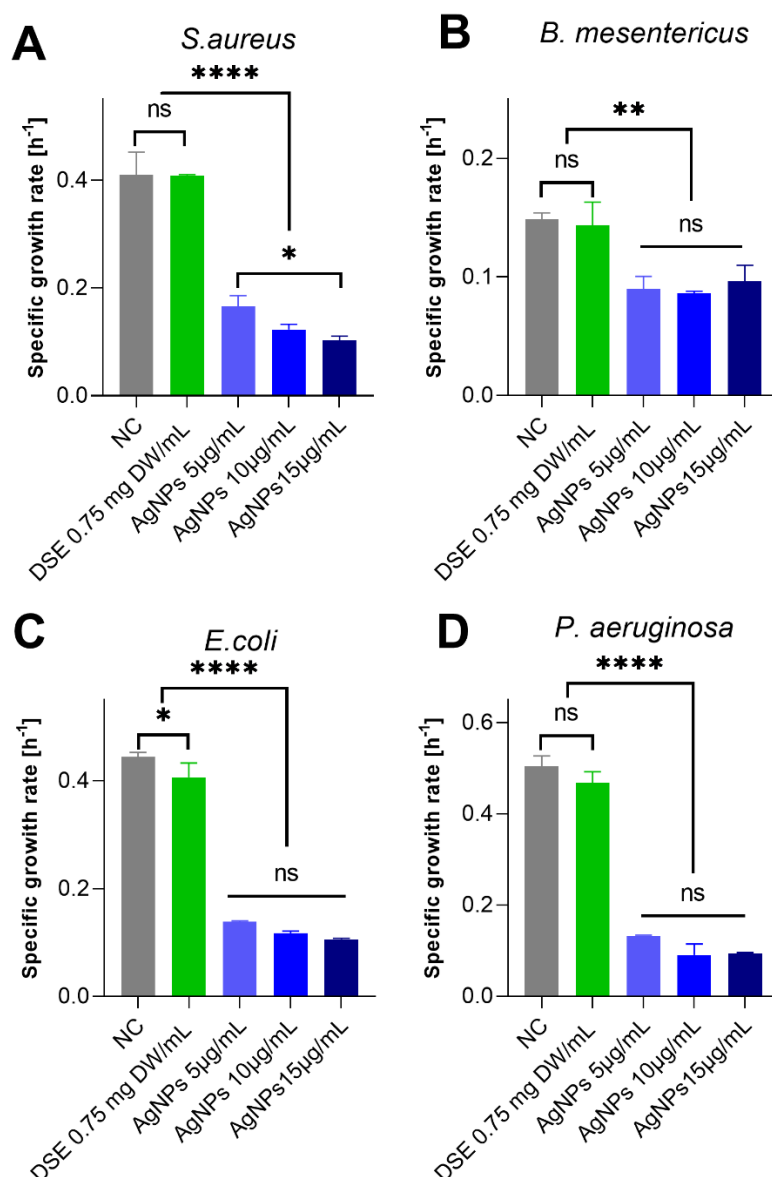 A
S.aureus
****
ns
*
Specific growth rate [h-1]
0.4
0.2
0.0
NC
DSE 0.75 mg DW/mL
AgNPs 5µg/mL
AgNPs 10µg/mL
AgNPs15µg/mL
B
B. mesentericus
**
ns
ns
Specific growth rate [h-1]
0.2
0.1
0.0
NC
DSE 0.75 mg DW/mL
AgNPs 5µg/mL
AgNPs 10µg/mL
AgNPs15µg/mL
C
E.coli
****
*
ns
Specific growth rate [h-1]
0.4
0.2
0.0
NC
DSE 0.75 mg DW/mL
AgNPs 5µg/mL
AgNPs 10µg/mL
AgNPs15µg/mL
D
P. aeruginosa
****
ns
ns
Specific growth rate [h-1]
0.6
0.4
0.2
0.0
NC
DSE 0.75 mg DW/mL
AgNPs 5µg/mL
AgNPs 10µg/mL
AgNPs15µg/mL